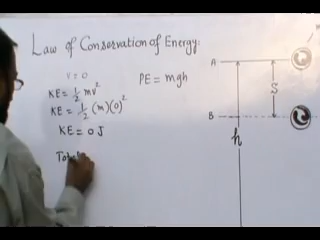 Law of Conservation of Energy:
V = 0
KE = 1/2 mv²
KE = 1/2 (m)(0)²
KE = 0 J
Total
PE = mgh
A
S
B
h